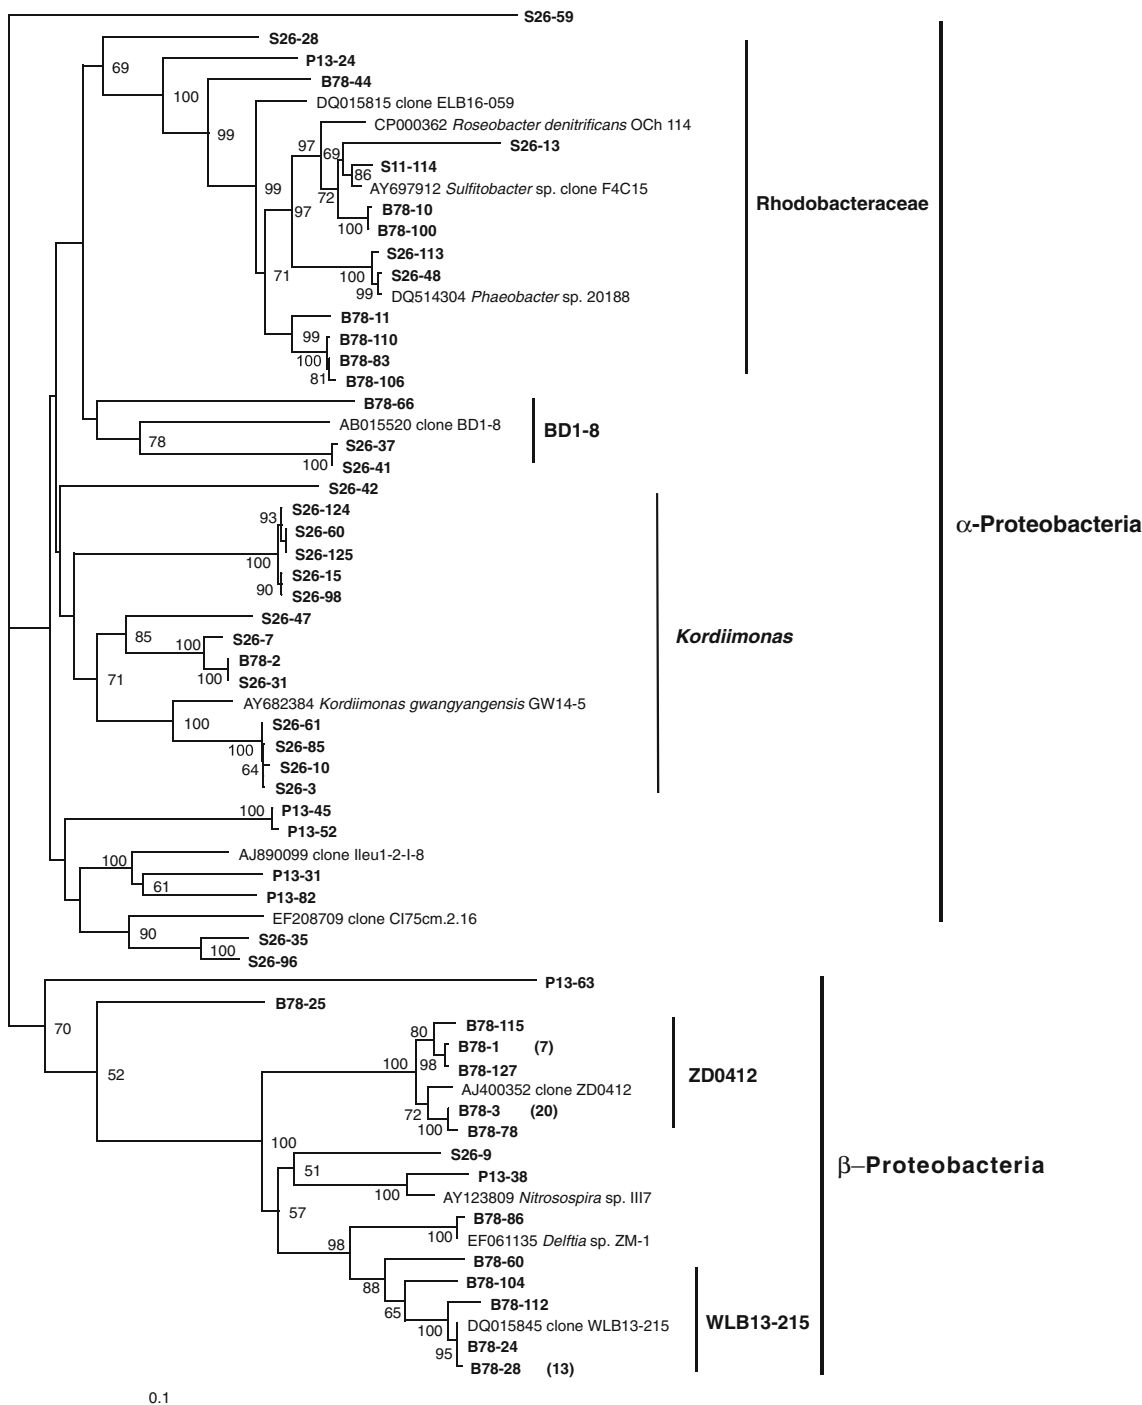 S26-59
S26-28
69
P13-24
100
B78-44
99
DQ015815 clone ELB16-059
CP000362 Roseobacter denitrificans OCh 114
97
69
S26-13
S11-114
86
AY697912 Sulfitobacter sp. clone F4C15
99
72
97
B78-10
Rhodobacteraceae
100
B78-100
S26-113
71
100
S26-48
99
DQ514304 Phaeobacter sp. 20188
B78-11
99
B78-110
100
B78-83
81
B78-106
B78-66
AB015520 clone BD1-8
BD1-8
78
S26-37
100
S26-41
S26-42
S26-124
93
S26-60
α-Proteobacteria
S26-125
100
S26-15
90
S26-98
S26-47
85
100
S26-7
Kordiimonas
B78-2
71
100
S26-31
AY682384 Kordiimonas gwangyangensis GW14-5
100
S26-61
100
S26-85
64
S26-10
S26-3
100
P13-45
P13-52
AJ890099 clone Ileu1-2-I-8
100
P13-31
61
P13-82
EF208709 clone CI75cm.2.16
90
S26-35
100
S26-96
P13-63
B78-25
70
B78-115
80
B78-1 (7)
100
98
B78-127
52
ZD0412
AJ400352 clone ZD0412
72
B78-3 (20)
100
B78-78
100
S26-9
51
β–Proteobacteria
P13-38
100
AY123809 Nitrosospira sp. III7
57
B78-86
100
EF061135 Delftia sp. ZM-1
98
B78-60
88
B78-104
65
B78-112
100
DQ015845 clone WLB13-215
WLB13-215
B78-24
95
B78-28 (13)
0.1